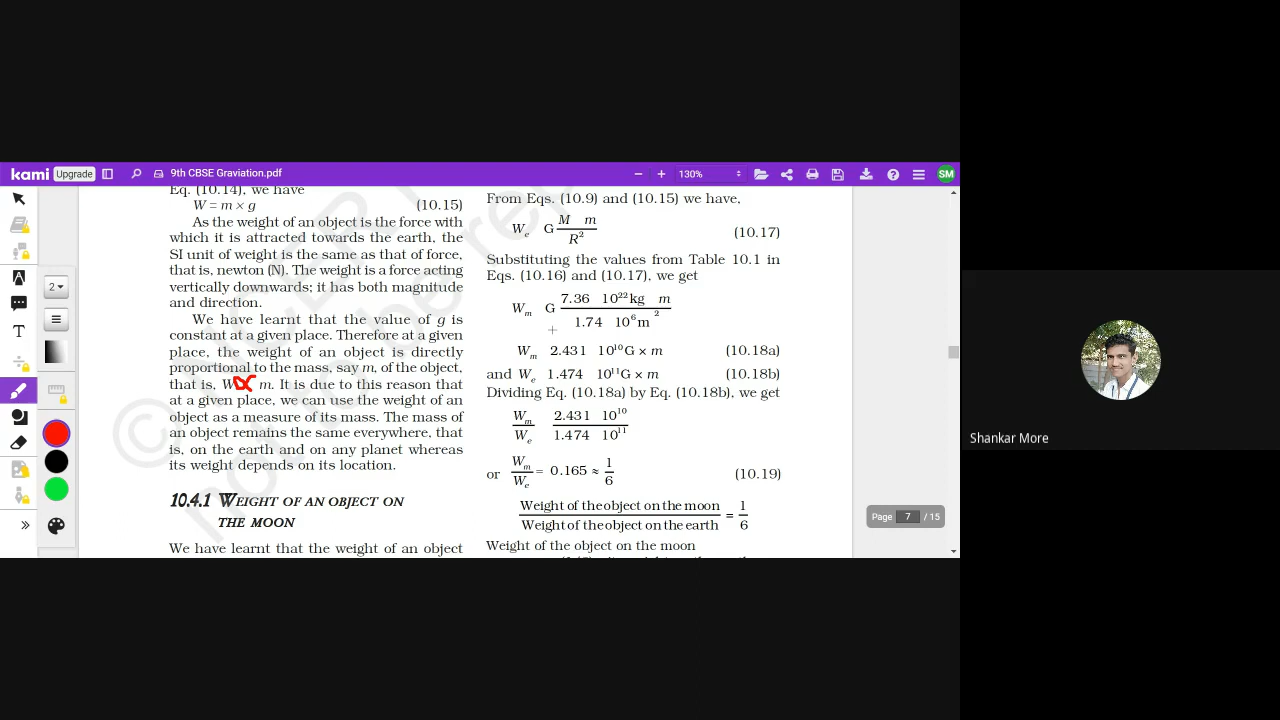 kami Upgrade 9th CBSE Graviation.pdf 130% SM
Eq. (10.14), we have
W = m × g (10.15)
As the weight of an object is the force with
which it is attracted towards the earth, the
SI unit of weight is the same as that of force,
that is, newton (N). The weight is a force acting
vertically downwards; it has both magnitude
and direction.
We have learnt that the value of g is
constant at a given place. Therefore at a given
place, the weight of an object is directly
proportional to the mass, say m, of the object,
that is, W ∝ m. It is due to this reason that
at a given place, we can use the weight of an
object as a measure of its mass. The mass of
an object remains the same everywhere, that
is, on the earth and on any planet whereas
its weight depends on its location.
10.4.1 WEIGHT OF AN OBJECT ON
THE MOON
We have learnt that the weight of an object
From Eqs. (10.9) and (10.15) we have,
We G M m / R² (10.17)
Substituting the values from Table 10.1 in
Eqs. (10.16) and (10.17), we get
Wm G 7.36 10²² kg m / 1.74 10⁶ m ²
Wm 2.431 10¹⁰ G × m (10.18a)
and We 1.474 10¹¹ G × m (10.18b)
Dividing Eq. (10.18a) by Eq. (10.18b), we get
Wm / We 2.431 10¹⁰ / 1.474 10¹¹
or Wm / We = 0.165 ≈ 1/6 (10.19)
Weight of the object on the moon / Weight of the object on the earth = 1/6
Weight of the object on the moon
2
T
Page 7 / 15
Shankar More